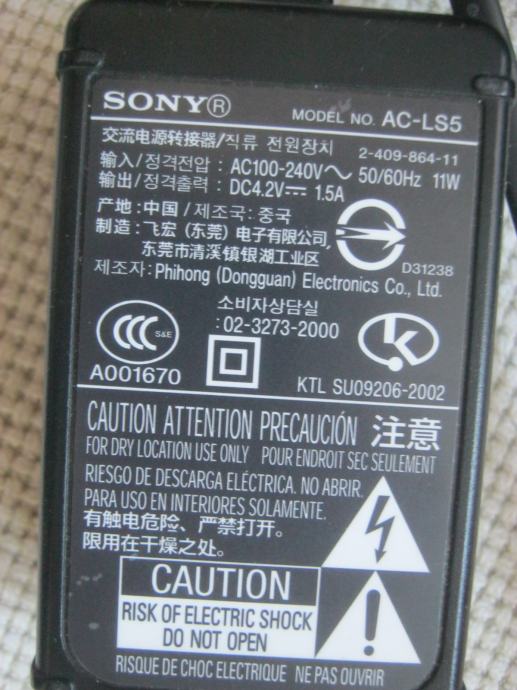 SONY® MODEL NO. AC-LS5
交流电源转接器/직류 전원장치 2-409-864-11
输入/정격전압 : AC100-240V～ 50/60Hz 11W
输出/정격출력 : DC4.2V⎓ 1.5A
产地:中国/제조국:중국
制造:飞宏(东莞)电子有限公司,
东莞市清溪镇银湖工业区
D31238
제조자:Phihong (Dongguan) Electronics Co., Ltd.
소비자상담실
:02-3273-2000
CCC S&E
A001670
K
KTL SU09206-2002
CAUTION ATTENTION PRECAUCIÓN 注意
FOR DRY LOCATION USE ONLY POUR ENDROIT SEC SEULEMENT
RIESGO DE DESCARGA ELÉCTRICA. NO ABRIR.
PARA USO EN INTERIORES SOLAMENTE.
有触电危险、严禁打开。
限用在干燥之处。
CAUTION
RISK OF ELECTRIC SHOCK
DO NOT OPEN
RISQUE DE CHOC ELECTRIQUE NE PAS OUVRIR